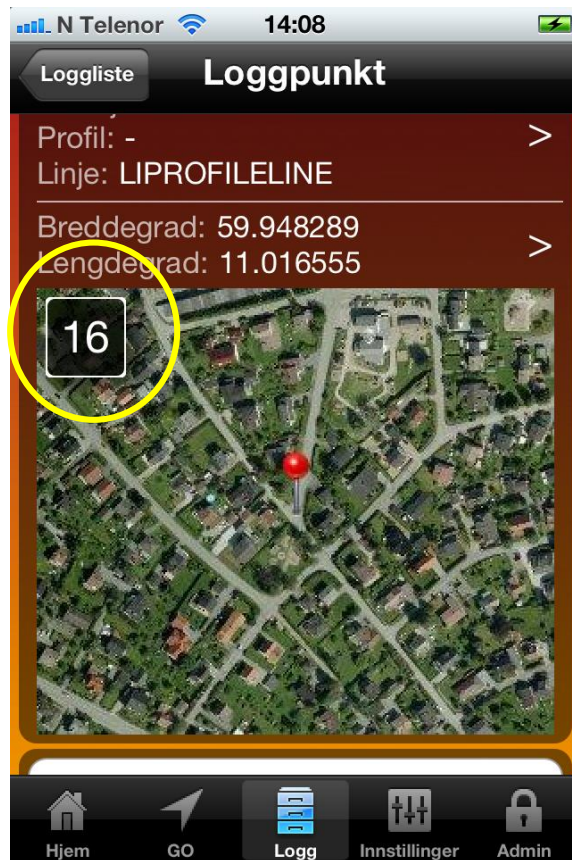 N Telenor 14:08
Loggliste Loggpunkt
Profil: - >
Linje: LIPROFILELINE
Breddegrad: 59.948289
Lengdegrad: 11.016555 >
16
Hjem GO Logg Innstillinger Admin